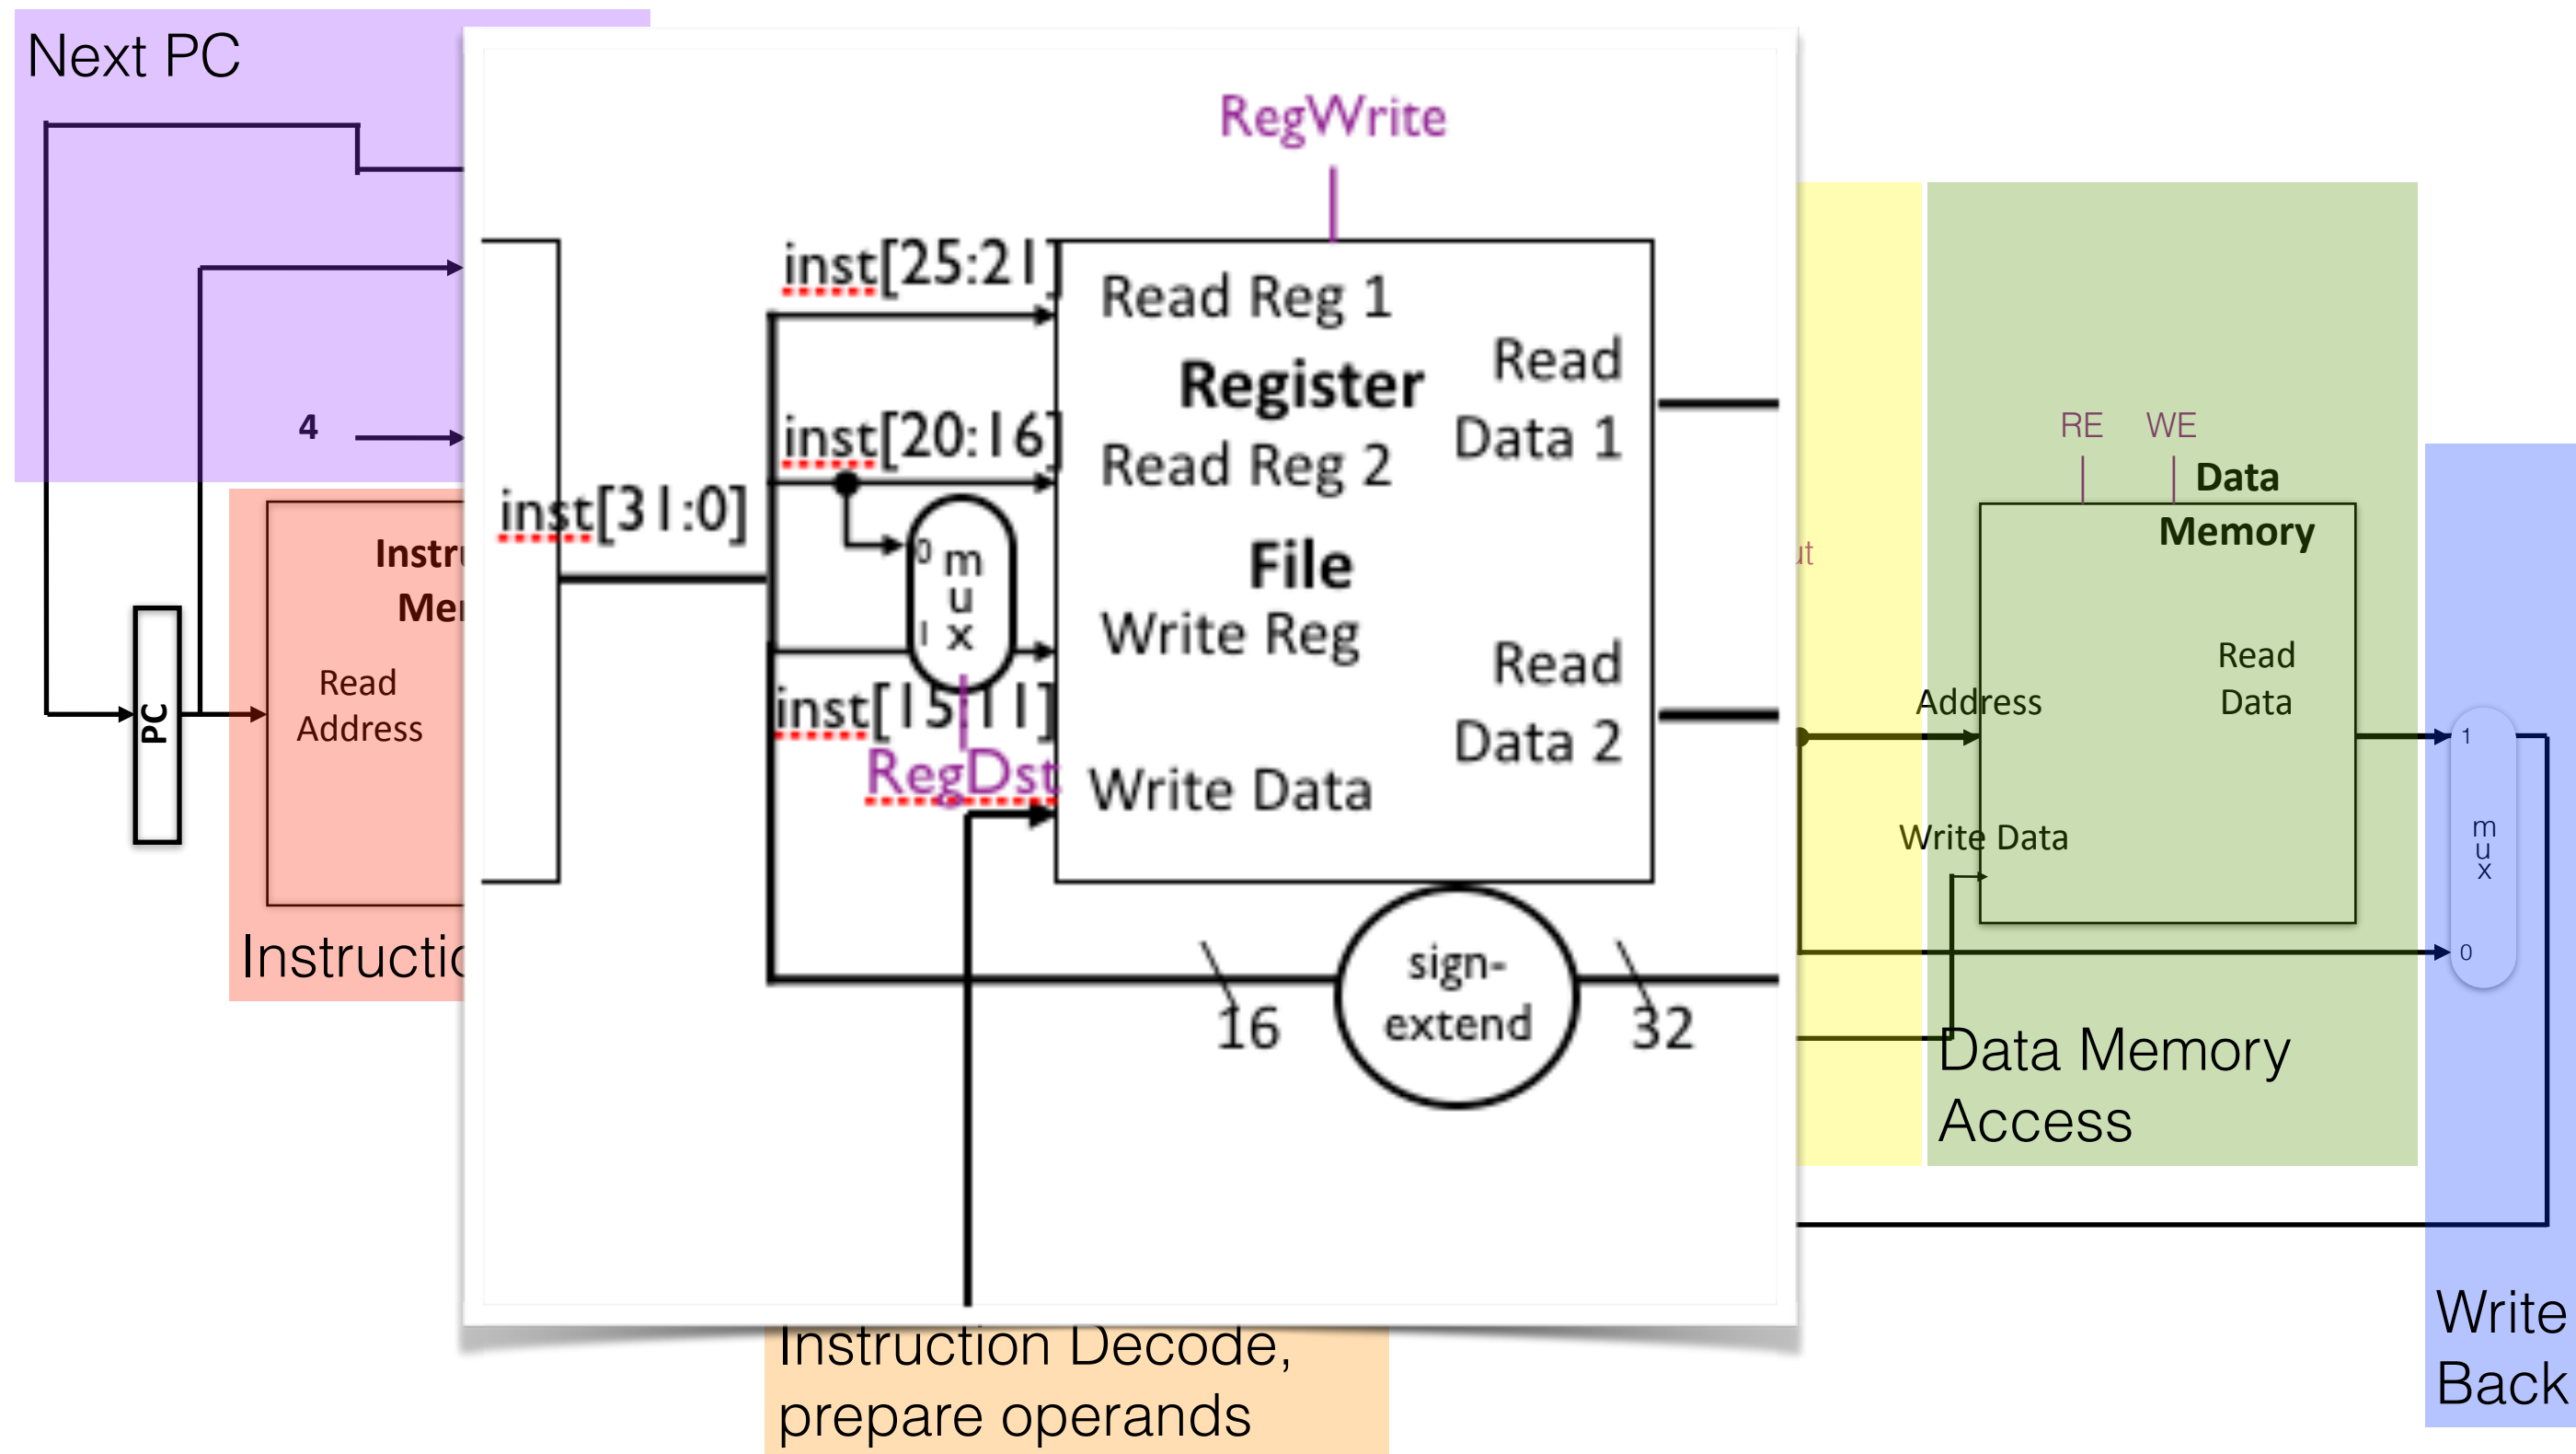 Next PC
4
PC
Read
Address
RegWrite
inst[25:21]
Read Reg 1
Register
Read
Data 1
inst[20:16]
Read Reg 2
inst[31:0]
0
mux
1
File
Write Reg
Read
Data 2
inst[15:11]
RegDst
Write Data
sign-
extend
16
32
RE WE
Data
Memory
Address
Read
Data
Write Data
Data Memory
Access
1
mux
0
Write
Back
Instruction Decode,
prepare operands